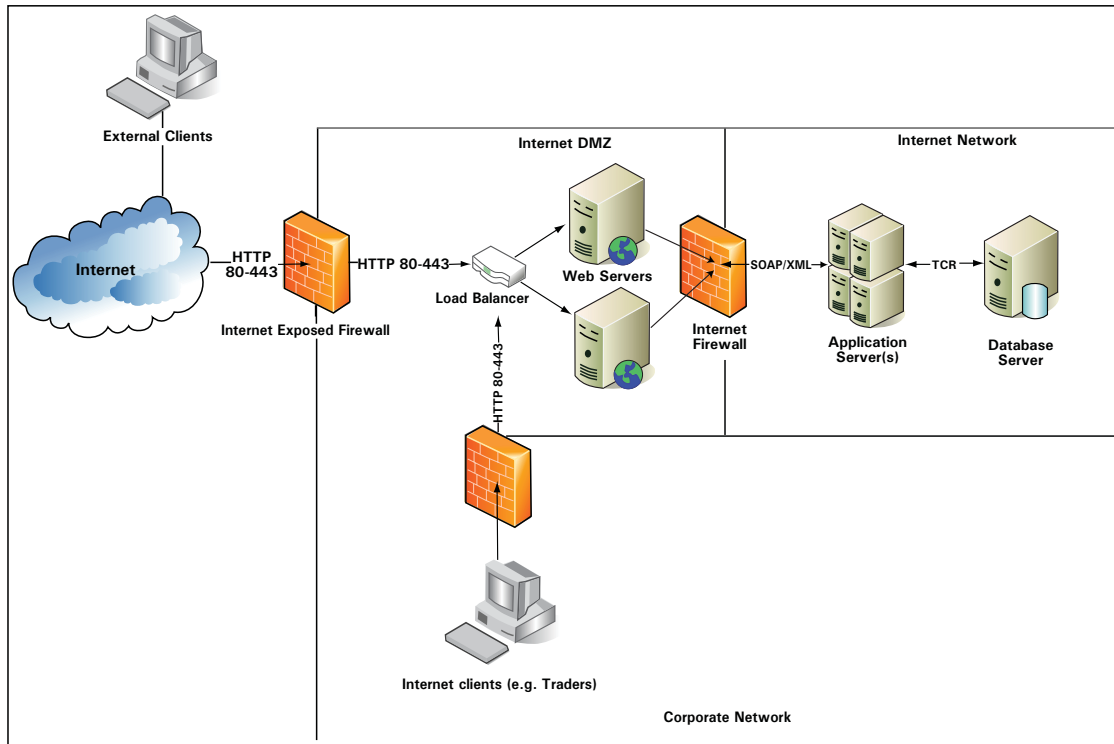 External Clients
Internet DMZ
Internet Network
Internet
HTTP
80-443
HTTP 80-443
Load Balancer
Web Servers
SOAP/XML
TCR
Internet Exposed Firewall
Internet
Firewall
Application
Server(s)
Database
Server
HTTP 80-443
Internet clients (e.g. Traders)
Corporate Network